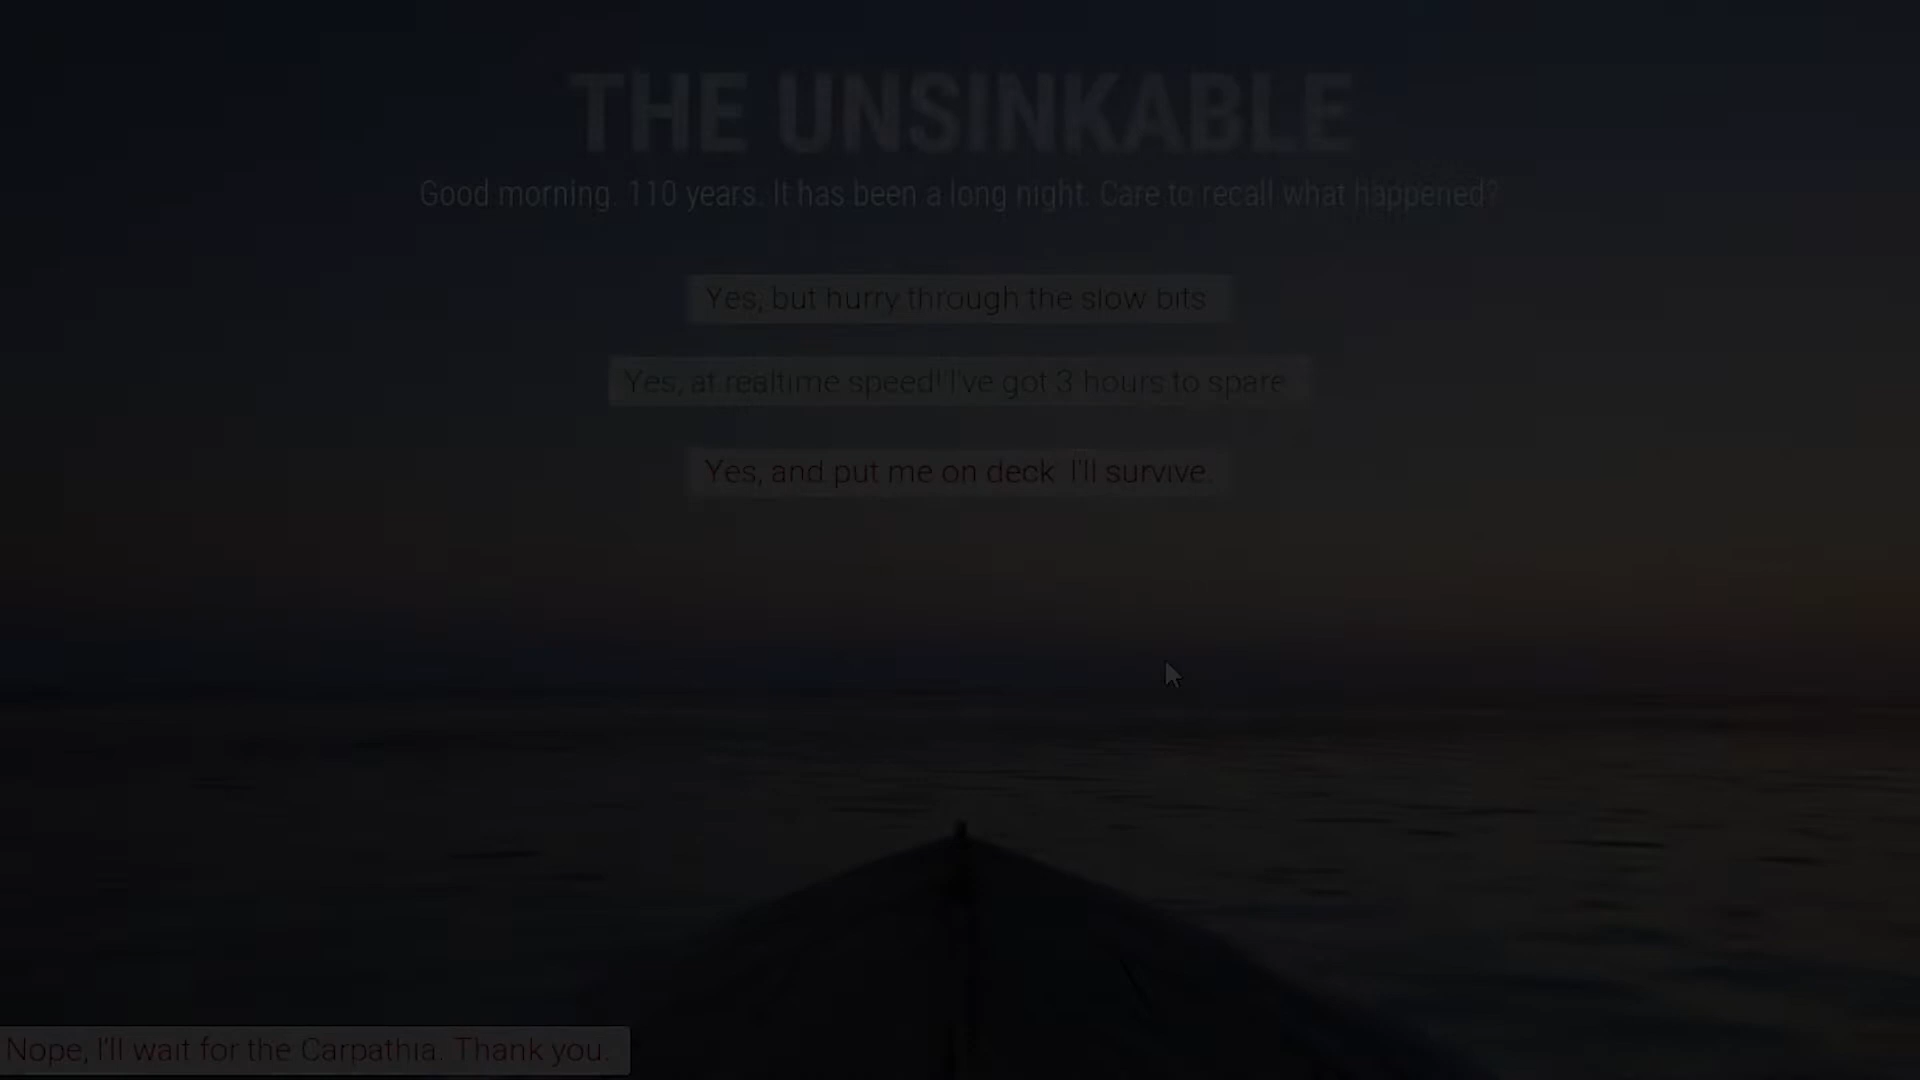 THE UNSINKABLE
Good morning. 110 years. It has been a long night. Care to recall what happened?
Yes, but hurry through the slow bits
Yes, at realtime speed! I've got 3 hours to spare
Yes, and put me on deck. I'll survive.
Nope, I'll wait for the Carpathia. Thank you.